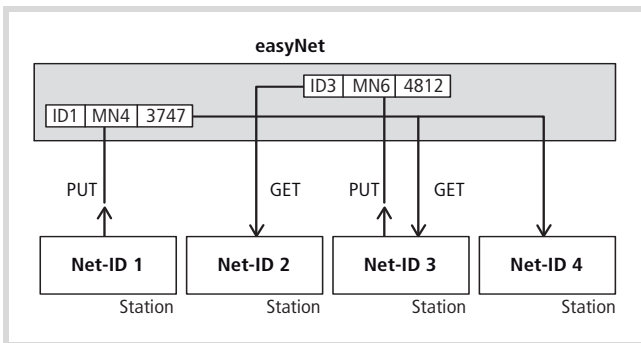 easyNet
ID3 MN6 4812
ID1 MN4 3747
PUT GET PUT GET
Net-ID 1 Net-ID 2 Net-ID 3 Net-ID 4
Station Station Station Station